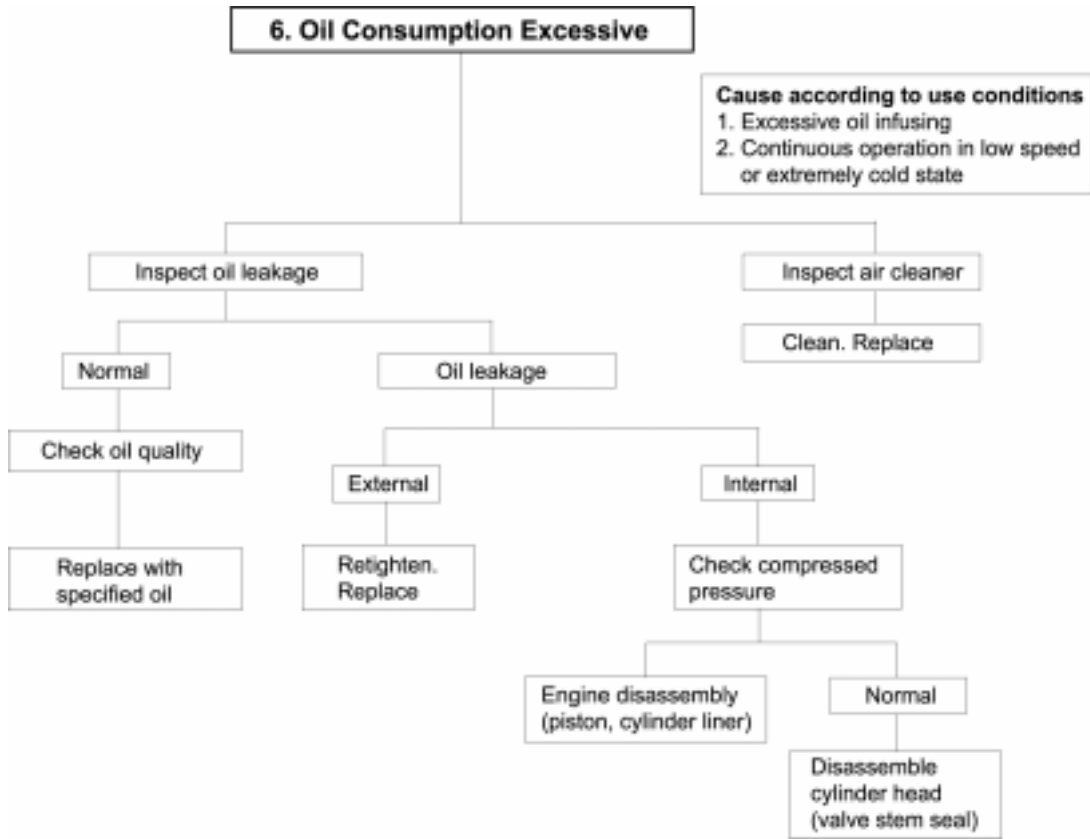 6. Oil Consumption Excessive
Cause according to use conditions
1. Excessive oil infusing
2. Continuous operation in low speed
or extremely cold state
Inspect oil leakage
Inspect air cleaner
Clean. Replace
Normal
Oil leakage
Check oil quality
External
Internal
Replace with
specified oil
Retighten.
Replace
Check compressed
pressure
Engine disassembly
(piston, cylinder liner)
Normal
Disassemble
cylinder head
(valve stem seal)